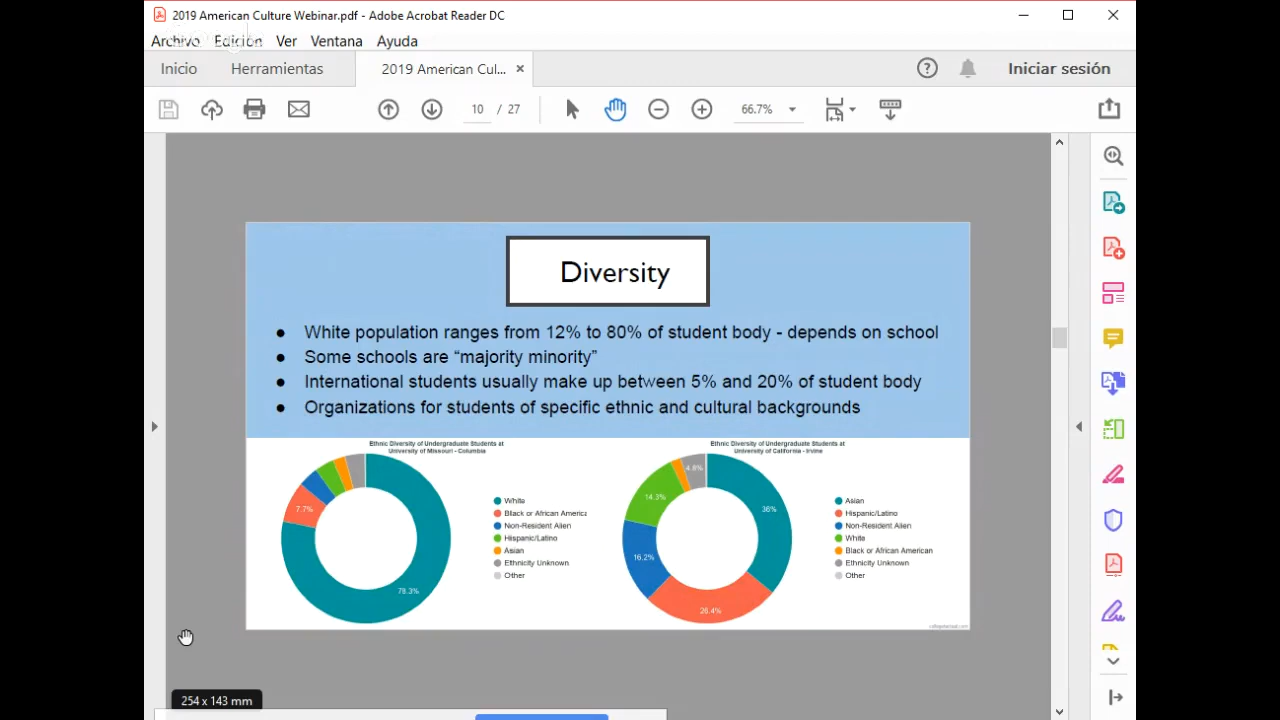 2019 American Culture Webinar.pdf - Adobe Acrobat Reader DC
Archivo Edición Ver Ventana Ayuda
Inicio Herramientas 2019 American Cul... Iniciar sesión
10 / 27 66.7%
Diversity
● White population ranges from 12% to 80% of student body - depends on school
● Some schools are “majority minority”
● International students usually make up between 5% and 20% of student body
● Organizations for students of specific ethnic and cultural backgrounds
Ethnic Diversity of Undergraduate Students at
University of Missouri - Columbia
7.7%
78.3%
White
Black or African America
Non-Resident Alien
Hispanic/Latino
Asian
Ethnicity Unknown
Other
Ethnic Diversity of Undergraduate Students at
University of California - Irvine
4.6%
14.3%
36%
16.2%
26.4%
Asian
Hispanic/Latino
Non-Resident Alien
White
Black or African American
Ethnicity Unknown
Other
254 x 143 mm